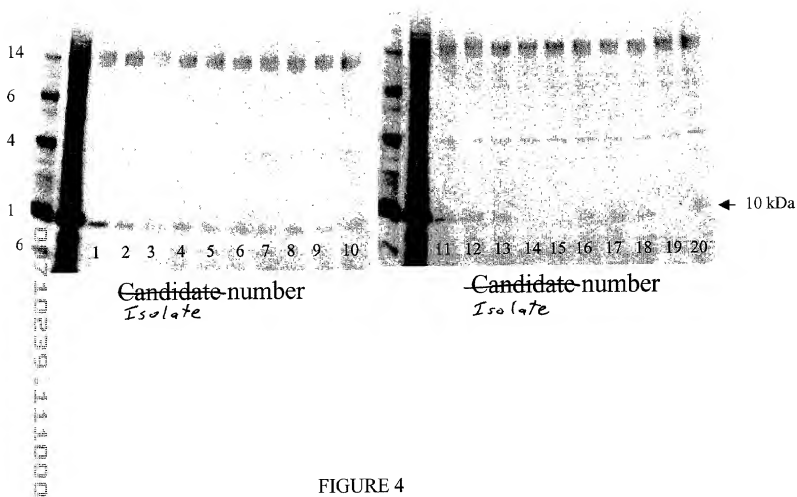 14
6
4
1
6
10 kDa
1 2 3 4 5 6 7 8 9 10
11 12 13 14 15 16 17 18 19 20
Candidate number
Isolate
Candidate number
Isolate
FIGURE 4